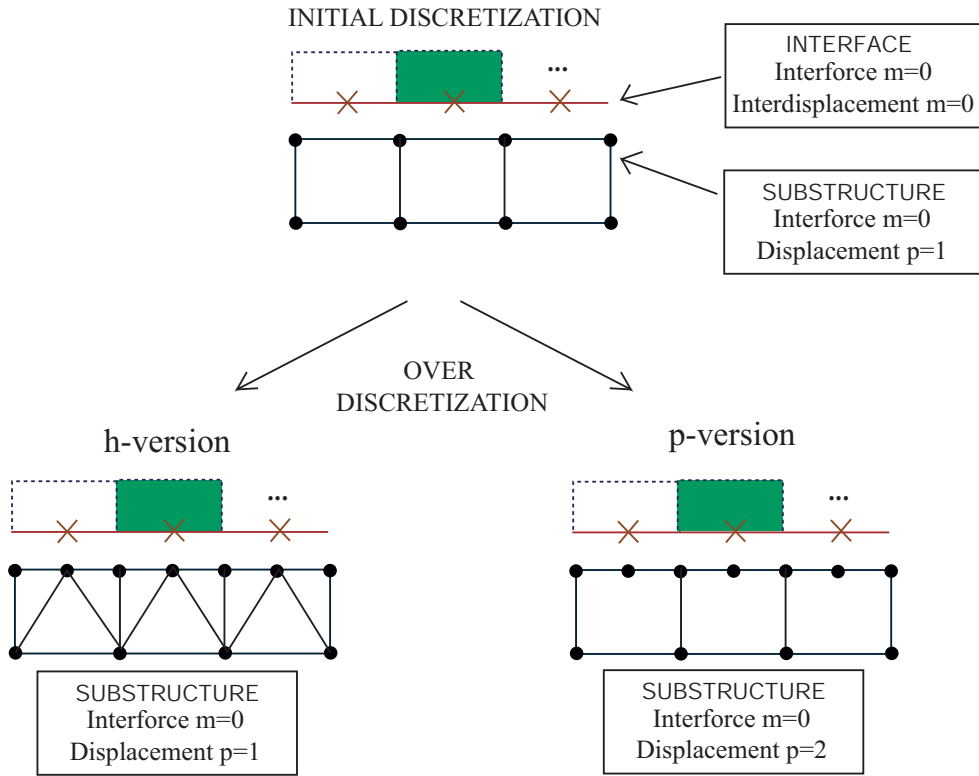 INITIAL DISCRETIZATION
...
INTERFACE
Interforce m=0
Interdisplacement m=0
SUBSTRUCTURE
Interforce m=0
Displacement p=1
OVER
DISCRETIZATION
h-version
...
SUBSTRUCTURE
Interforce m=0
Displacement p=1
p-version
...
SUBSTRUCTURE
Interforce m=0
Displacement p=2